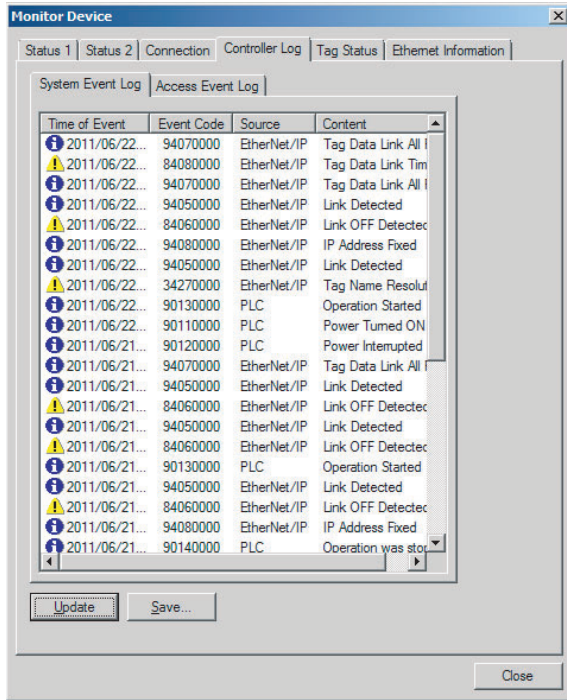 Monitor Device
Status 1 Status 2 Connection Controller Log Tag Status Ethernet Information
System Event Log Access Event Log
Time of Event Event Code Source Content
2011/06/22... 94070000 EtherNet/IP Tag Data Link All
2011/06/22... 84080000 EtherNet/IP Tag Data Link Tim
2011/06/22... 94070000 EtherNet/IP Tag Data Link All
2011/06/22... 94050000 EtherNet/IP Link Detected
2011/06/22... 84060000 EtherNet/IP Link OFF Detected
2011/06/22... 94080000 EtherNet/IP IP Address Fixed
2011/06/22... 94050000 EtherNet/IP Link Detected
2011/06/22... 34270000 EtherNet/IP Tag Name Resolut
2011/06/22... 90130000 PLC Operation Started
2011/06/22... 90110000 PLC Power Turned ON
2011/06/21... 90120000 PLC Power Interrupted
2011/06/21... 94070000 EtherNet/IP Tag Data Link All
2011/06/21... 94050000 EtherNet/IP Link Detected
2011/06/21... 84060000 EtherNet/IP Link OFF Detected
2011/06/21... 94050000 EtherNet/IP Link Detected
2011/06/21... 84060000 EtherNet/IP Link OFF Detected
2011/06/21... 90130000 PLC Operation Started
2011/06/21... 94050000 EtherNet/IP Link Detected
2011/06/21... 84060000 EtherNet/IP Link OFF Detected
2011/06/21... 94080000 EtherNet/IP IP Address Fixed
2011/06/21... 90140000 PLC Operation was stop
Update Save...
Close